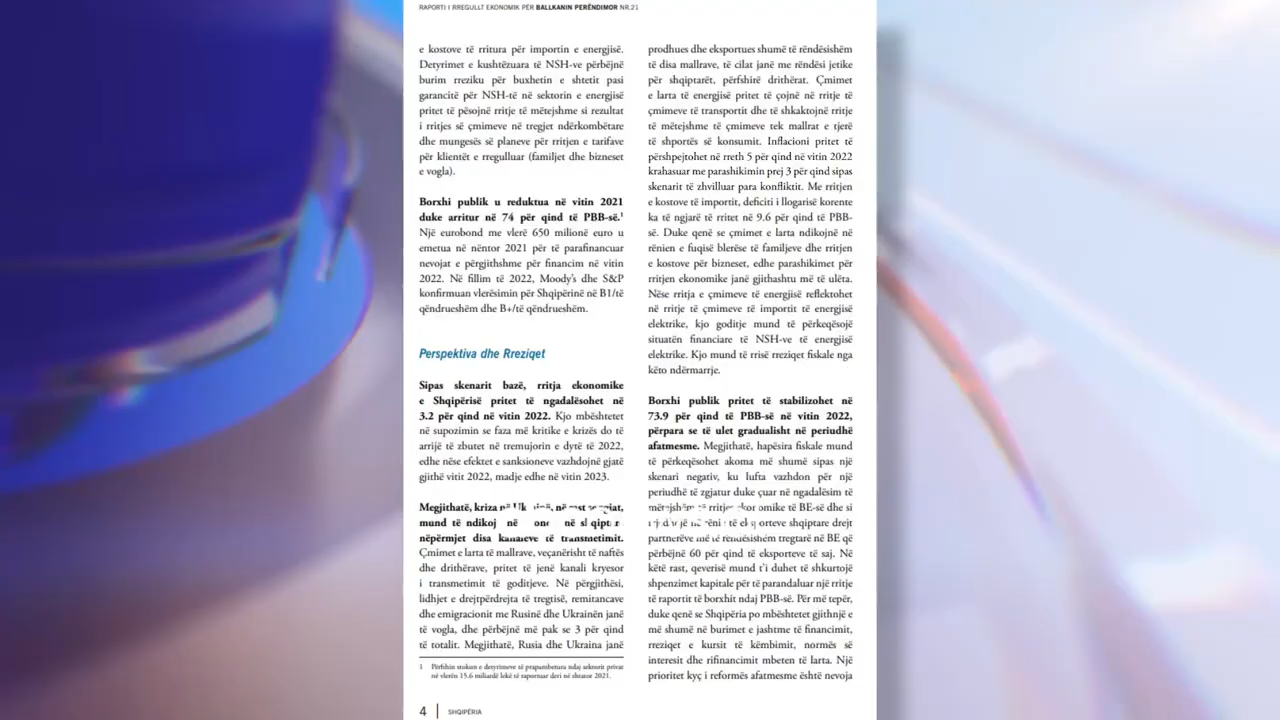 RAPORTI I RREGULLT EKONOMIK PËR BALLKANIN PERËNDIMOR NR.21
e kostove të rritura për importin e energjisë.
Detyrimet e kushtëzuara të NSH-ve përbëjnë
burim rreziku për buxhetin e shtetit pasi
garancitë për NSH-të në sektorin e energjisë
pritet të pësojnë rritje të mëtejshme si rezultat
i rritjes së çmimeve në tregjet ndërkombëtare
dhe mungesës së planeve për rritjen e tarifave
për klientët e rregulluar (familjet dhe bizneset
e vogla).
Borxhi publik u reduktua në vitin 2021
duke arritur në 74 për qind të PBB-së.¹
Një eurobond me vlerë 650 milionë euro u
emetua në nëntor 2021 për të parafinancuar
nevojat e përgjithshme për financim në vitin
2022. Në fillim të 2022, Moody's dhe S&P
konfirmuan vlerësimin për Shqipërinë në B1/të
qëndrueshëm dhe B+/të qëndrueshëm.
Perspektiva dhe Rreziqet
Sipas skenarit bazë, rritja ekonomike
e Shqipërisë pritet të ngadalësohet në
3.2 për qind në vitin 2022. Kjo mbështetet
në supozimin se faza më kritike e krizës do të
arrijë të zbutet në tremujorin e dytë të 2022,
edhe nëse efektet e sanksioneve vazhdojnë gjatë
gjithë vitit 2022, madje edhe në vitin 2023.
Megjithatë, kriza në në rast
mund të në në
nëpërmjet disa kanaleve të transmetimit.
Çmimet e larta të mallrave, veçanërisht të naftës
dhe drithërave, pritet të jenë kanali kryesor
i transmetimit të goditjeve. Në përgjithësi,
lidhjet e drejtpërdrejta të tregtisë, remitancave
dhe emigracionit me Rusinë dhe Ukrainën janë
të vogla, dhe përbëjnë më pak se 3 për qind
të totalit. Megjithatë, Rusia dhe Ukraina janë
1 Përfshin stokun e detyrimeve të prapambetura ndaj sektorit privat
në vlerën 15.6 miliardë lekë të raportuar deri në shtator 2021.
4 SHQIPËRIA
prodhues dhe eksportues shumë të rëndësishëm
të disa mallrave, të cilat janë me rëndësi jetike
për shqiptarët, përfshirë drithërat. Çmimet
e larta të energjisë pritet të çojnë në rritje të
çmimeve të transportit dhe të shkaktojnë rritje
të mëtejshme të çmimeve tek mallrat e tjerë
të shportës së konsumit. Inflacioni pritet të
përshpejtohet në rreth 5 për qind në vitin 2022
krahasuar me parashikimin prej 3 për qind sipas
skenarit të zhvilluar para konfliktit. Me rritjen
e kostove të importit, deficiti i llogarisë korente
ka të ngjarë të rritet në 9.6 për qind të PBB-
së. Duke qenë se çmimet e larta ndikojnë në
rënien e fuqisë blerëse të familjeve dhe rritjen
e kostove për bizneset, edhe parashikimet për
rritjen ekonomike janë gjithashtu më të ulëta.
Nëse rritja e çmimeve të energjisë reflektohet
në rritje të çmimeve të importit të energjisë
elektrike, kjo goditje mund të përkeqësojë
situatën financiare të NSH-ve të energjisë
elektrike. Kjo mund të rrisë rreziqet fiskale nga
këto ndërmarrje.
Borxhi publik pritet të stabilizohet në
73.9 për qind të PBB-së në vitin 2022,
përpara se të ulet gradualisht në periudhë
afatmesme. Megjithatë, hapësira fiskale mund
të përkeqësohet akoma më shumë sipas një
skenari negativ, ku lufta vazhdon për një
periudhë të zgjatur duke çuar në ngadalësim të
mëtejshëm të rritjes ekonomike të BE-së dhe si
të eksporteve shqiptare drejt
partnerëve më të rëndësishëm tregtarë në BE që
përbëjnë 60 për qind të eksporteve të saj. Në
këtë rast, qeverisë mund t'i duhet të shkurtojë
shpenzimet kapitale për të parandaluar një rritje
të raportit të borxhit ndaj PBB-së. Për më tepër,
duke qenë se Shqipëria po mbështetet gjithnjë e
më shumë në burimet e jashtme të financimit,
rreziqet e kursit të këmbimit, normës së
interesit dhe rifinancimit mbeten të larta. Një
prioritet kyç i reformës afatmesme është nevoja